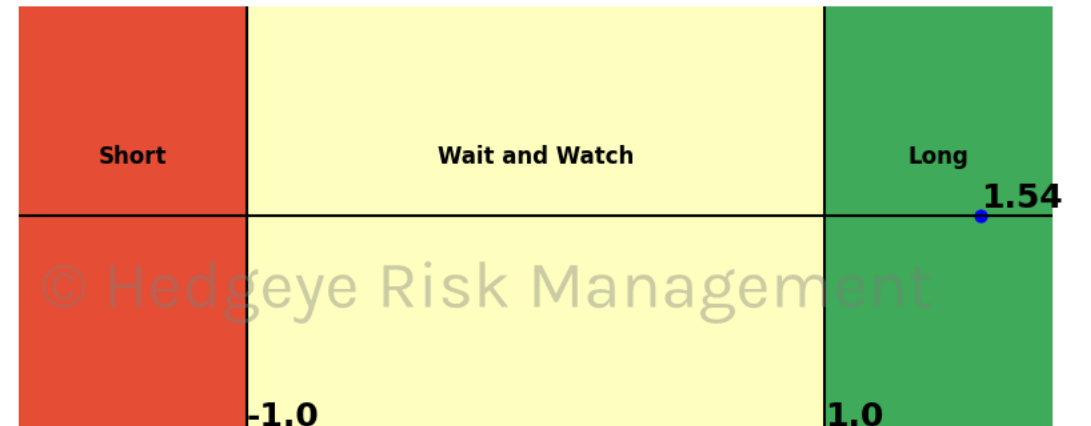 Short
Wait and Watch
Long
1.54
© Hedgeye Risk Management
-1.0
1.0